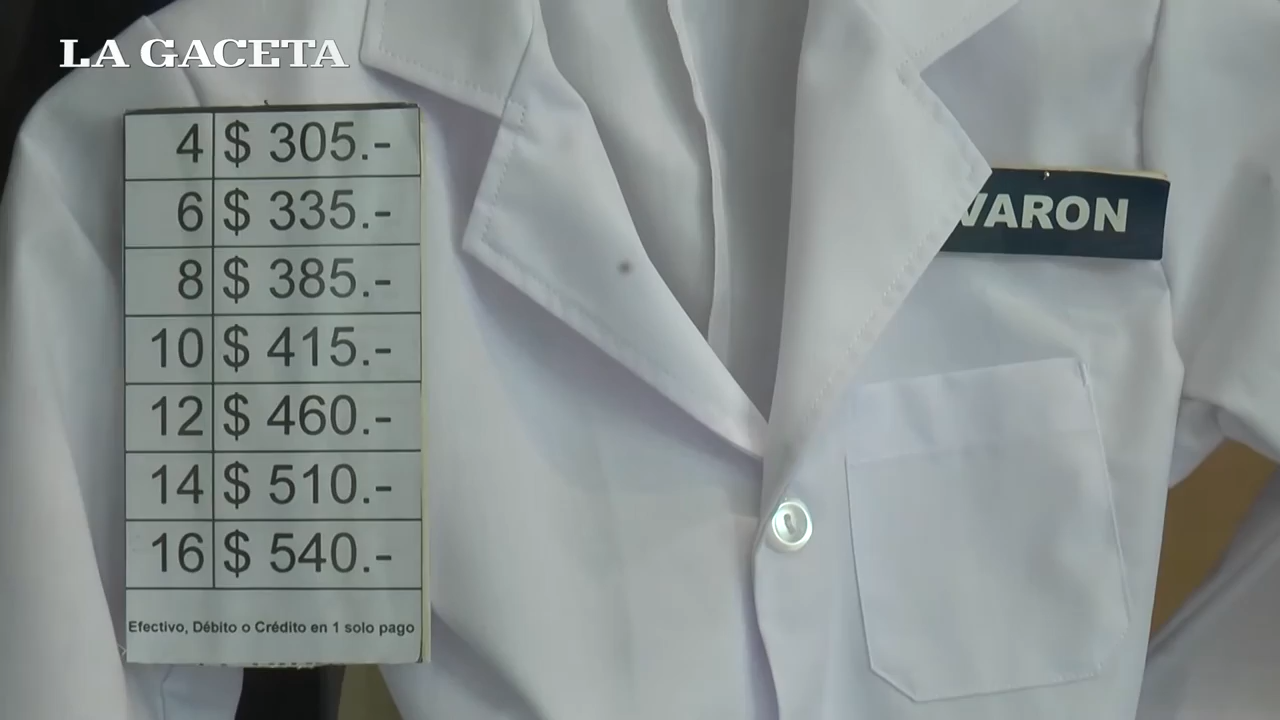 LA GACETA
4 $ 305.-
6 $ 335.-
8 $ 385.-
10 $ 415.-
12 $ 460.-
14 $ 510.-
16 $ 540.-
Efectivo, Débito o Crédito en 1 solo pago
VARON